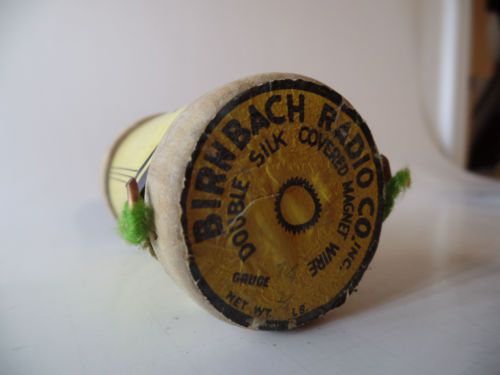 BIRNBACH RADIO CO. INC.
DOUBLE SILK COVERED MAGNET WIRE
GAUGE
NET WT. LB.